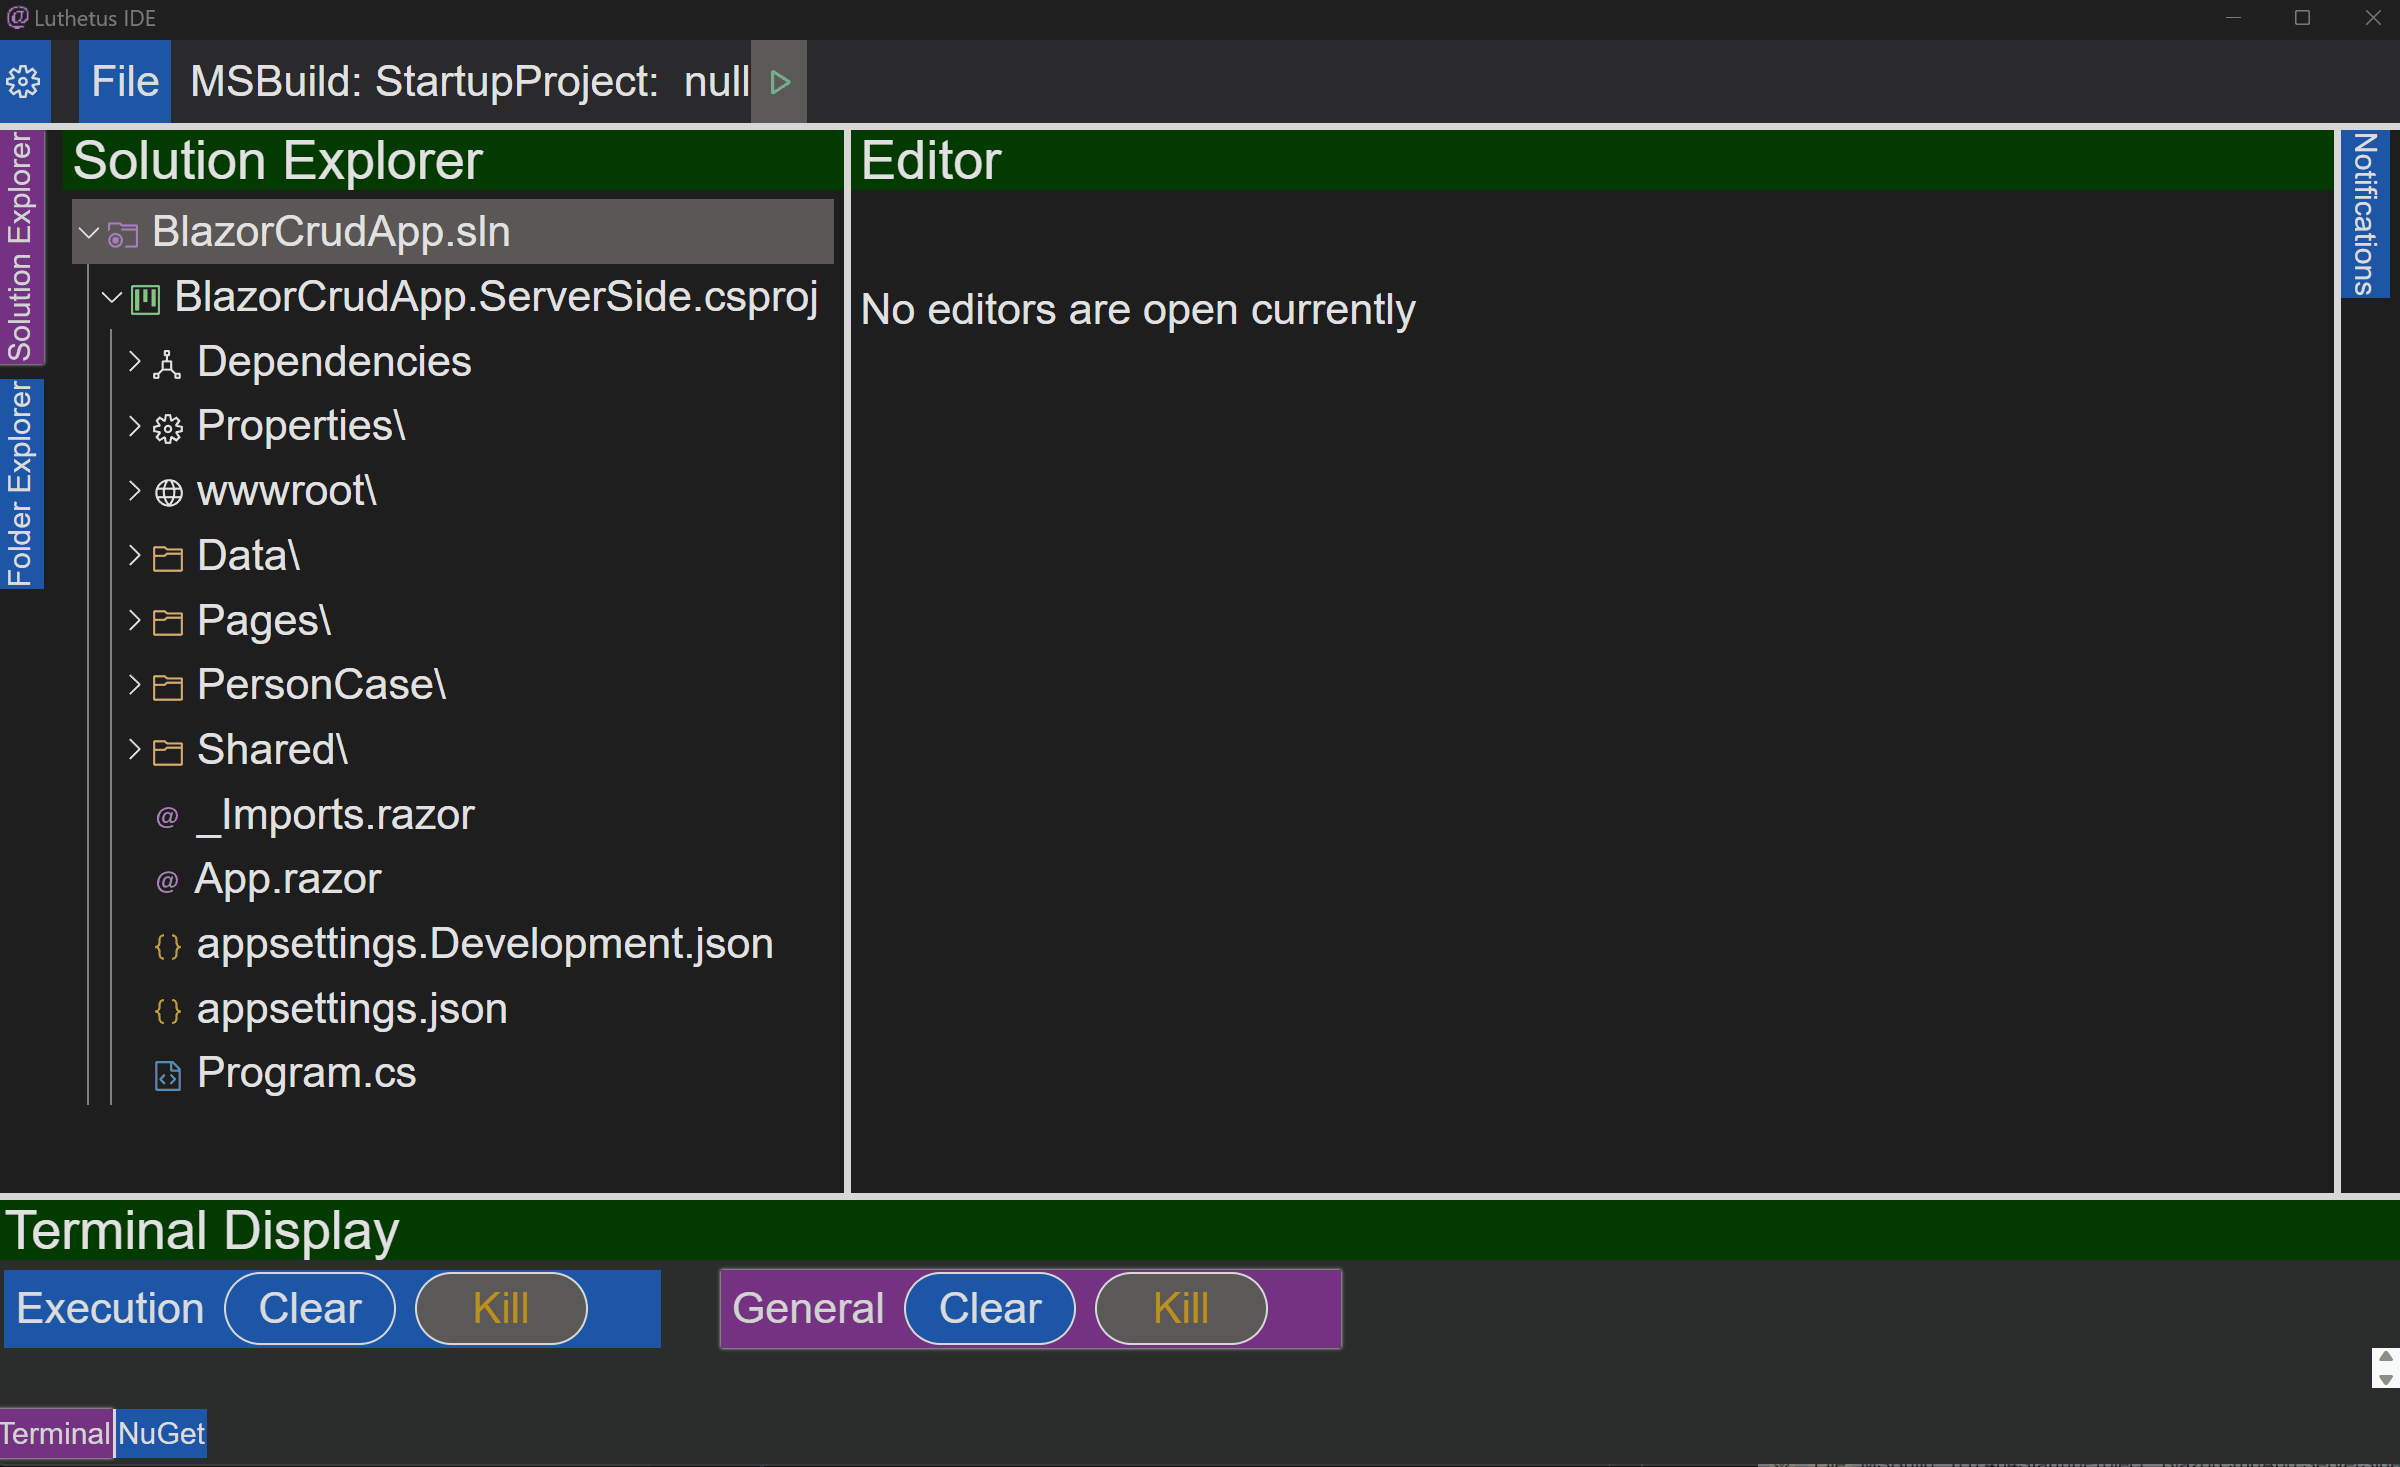 Luthetus IDE
File MSBuild: StartupProject: null
Solution Explorer
Folder Explorer
Solution Explorer
BlazorCrudApp.sln
BlazorCrudApp.ServerSide.csproj
Dependencies
Properties\
wwwroot\
Data\
Pages\
PersonCase\
Shared\
@ _Imports.razor
@ App.razor
{} appsettings.Development.json
{} appsettings.json
Program.cs
Editor
No editors are open currently
Notifications
Terminal Display
Execution Clear Kill General Clear Kill
Terminal NuGet